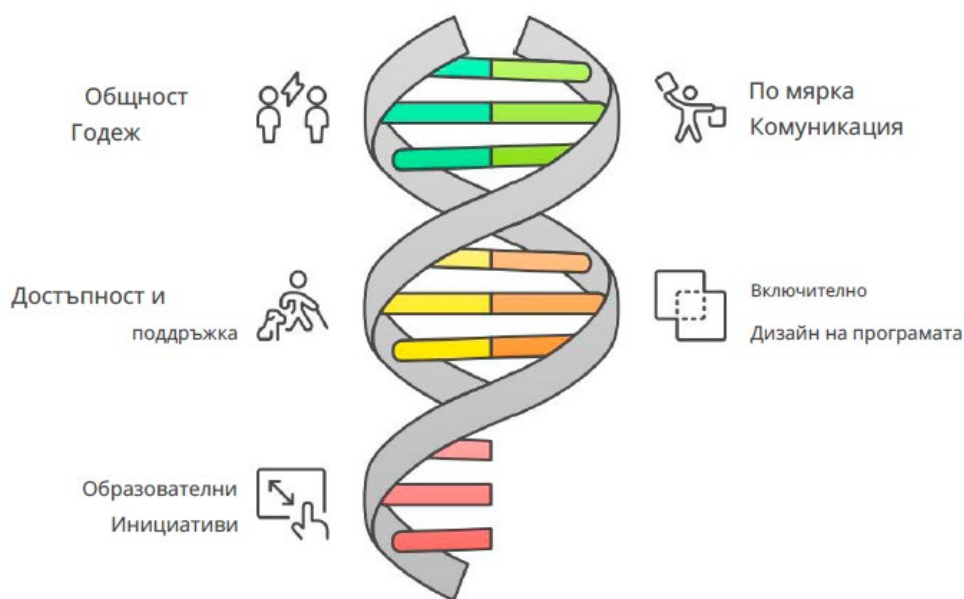 Общност
Годеж
По мярка
Комуникация
Достъпност и
поддръжка
Включително
Дизайн на програмата
Образователни
Инициативи